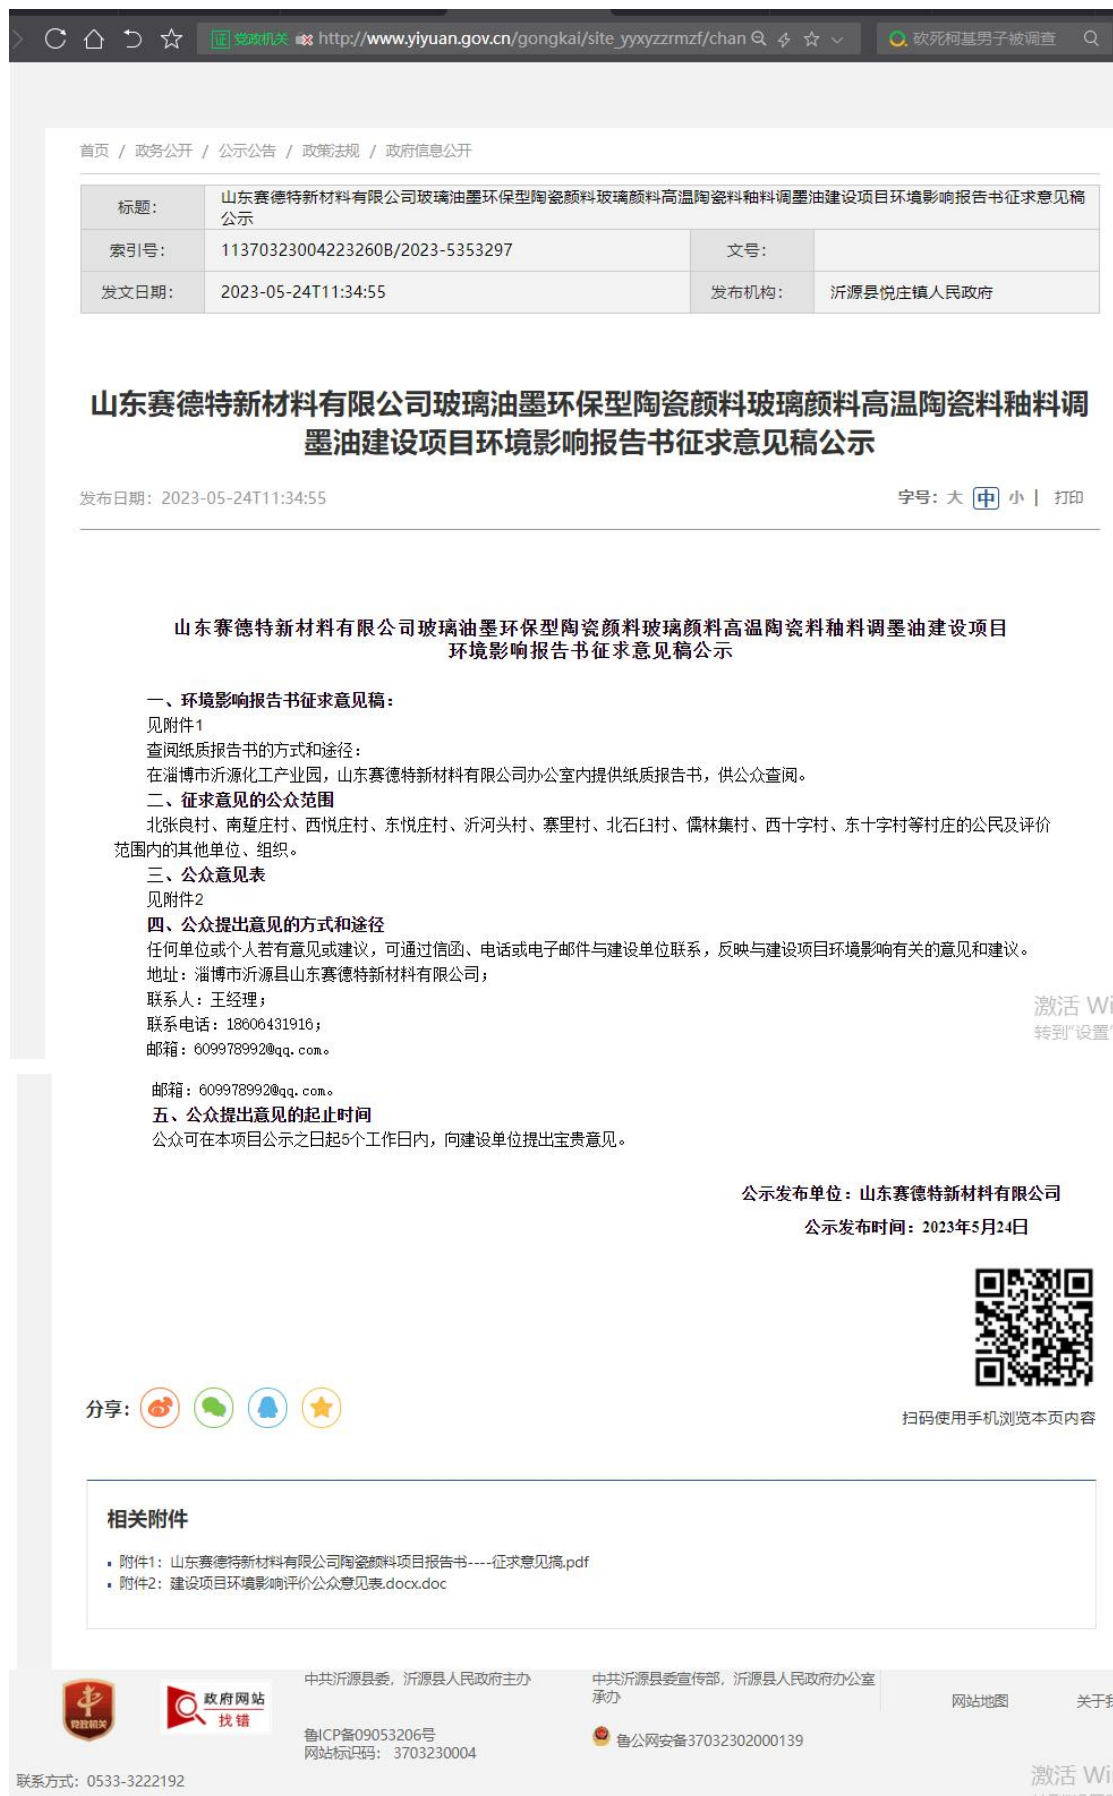 证 党政机关 http://www.yiyuan.gov.cn/gongkai/site_yyxyzzrmzf/chan 砍死柯基男子被调查
首页 / 政务公开 / 公示公告 / 政策法规 / 政府信息公开
标题： 山东赛德特新材料有限公司玻璃油墨环保型陶瓷颜料玻璃颜料高温陶瓷料釉料调墨油建设项目环境影响报告书征求意见稿
公示
索引号： 11370323004223260B/2023-5353297 文号：
发文日期： 2023-05-24T11:34:55 发布机构： 沂源县悦庄镇人民政府
山东赛德特新材料有限公司玻璃油墨环保型陶瓷颜料玻璃颜料高温陶瓷料釉料调
墨油建设项目环境影响报告书征求意见稿公示
发布日期：2023-05-24T11:34:55 字号：大 中 小 | 打印
山东赛德特新材料有限公司玻璃油墨环保型陶瓷颜料玻璃颜料高温陶瓷料釉料调墨油建设项目
环境影响报告书征求意见稿公示
一、环境影响报告书征求意见稿：
见附件1
查阅纸质报告书的方式和途径：
在淄博市沂源化工产业园，山东赛德特新材料有限公司办公室内提供纸质报告书，供公众查阅。
二、征求意见的公众范围
北张良村、南踅庄村、西悦庄村、东悦庄村、沂河头村、寨里村、北石臼村、儒林集村、西十字村、东十字村等村庄的公民及评价
范围内的其他单位、组织。
三、公众意见表
见附件2
四、公众提出意见的方式和途径
任何单位或个人若有意见或建议，可通过信函、电话或电子邮件与建设单位联系，反映与建设项目环境影响有关的意见和建议。
地址：淄博市沂源县山东赛德特新材料有限公司；
联系人：王经理；
联系电话：18606431916；
邮箱：609978992@qq.com。
激活 Wi
转到"设置"
邮箱：609978992@qq.com。
五、公众提出意见的起止时间
公众可在本项目公示之日起5个工作日内，向建设单位提出宝贵意见。
公示发布单位：山东赛德特新材料有限公司
公示发布时间：2023年5月24日
分享：
扫码使用手机浏览本页内容
相关附件
附件1：山东赛德特新材料有限公司陶瓷颜料项目报告书----征求意见搞.pdf
附件2：建设项目环境影响评价公众意见表.docx.doc
党政机关
政府网站
找错
中共沂源县委，沂源县人民政府主办
中共沂源县委宣传部，沂源县人民政府办公室
承办
网站地图 关于我
鲁ICP备09053206号
网站标识码： 3703230004
鲁公网安备37032302000139
联系方式：0533-3222192
激活 Wi